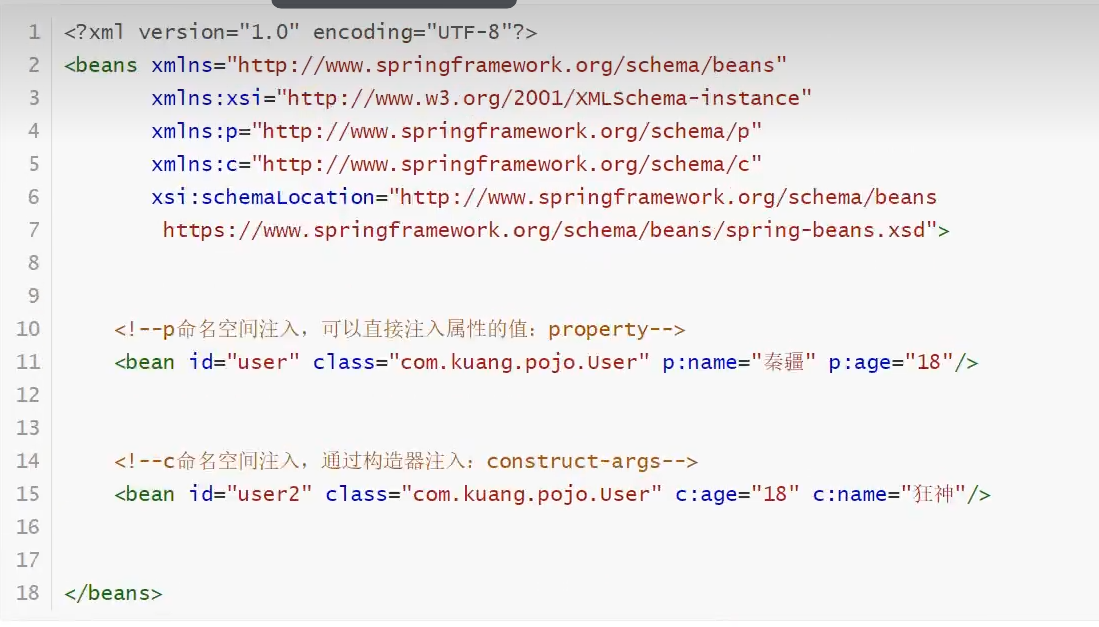 1 <?xml version="1.0" encoding="UTF-8"?>
2 <beans xmlns="http://www.springframework.org/schema/beans"
3 xmlns:xsi="http://www.w3.org/2001/XMLSchema-instance"
4 xmlns:p="http://www.springframework.org/schema/p"
5 xmlns:c="http://www.springframework.org/schema/c"
6 xsi:schemaLocation="http://www.springframework.org/schema/beans
7 https://www.springframework.org/schema/beans/spring-beans.xsd">
8
9
10 <!--p命名空间注入，可以直接注入属性的值：property-->
11 <bean id="user" class="com.kuang.pojo.User" p:name="秦疆" p:age="18"/>
12
13
14 <!--c命名空间注入，通过构造器注入：construct-args-->
15 <bean id="user2" class="com.kuang.pojo.User" c:age="18" c:name="狂神"/>
16
17
18 </beans>